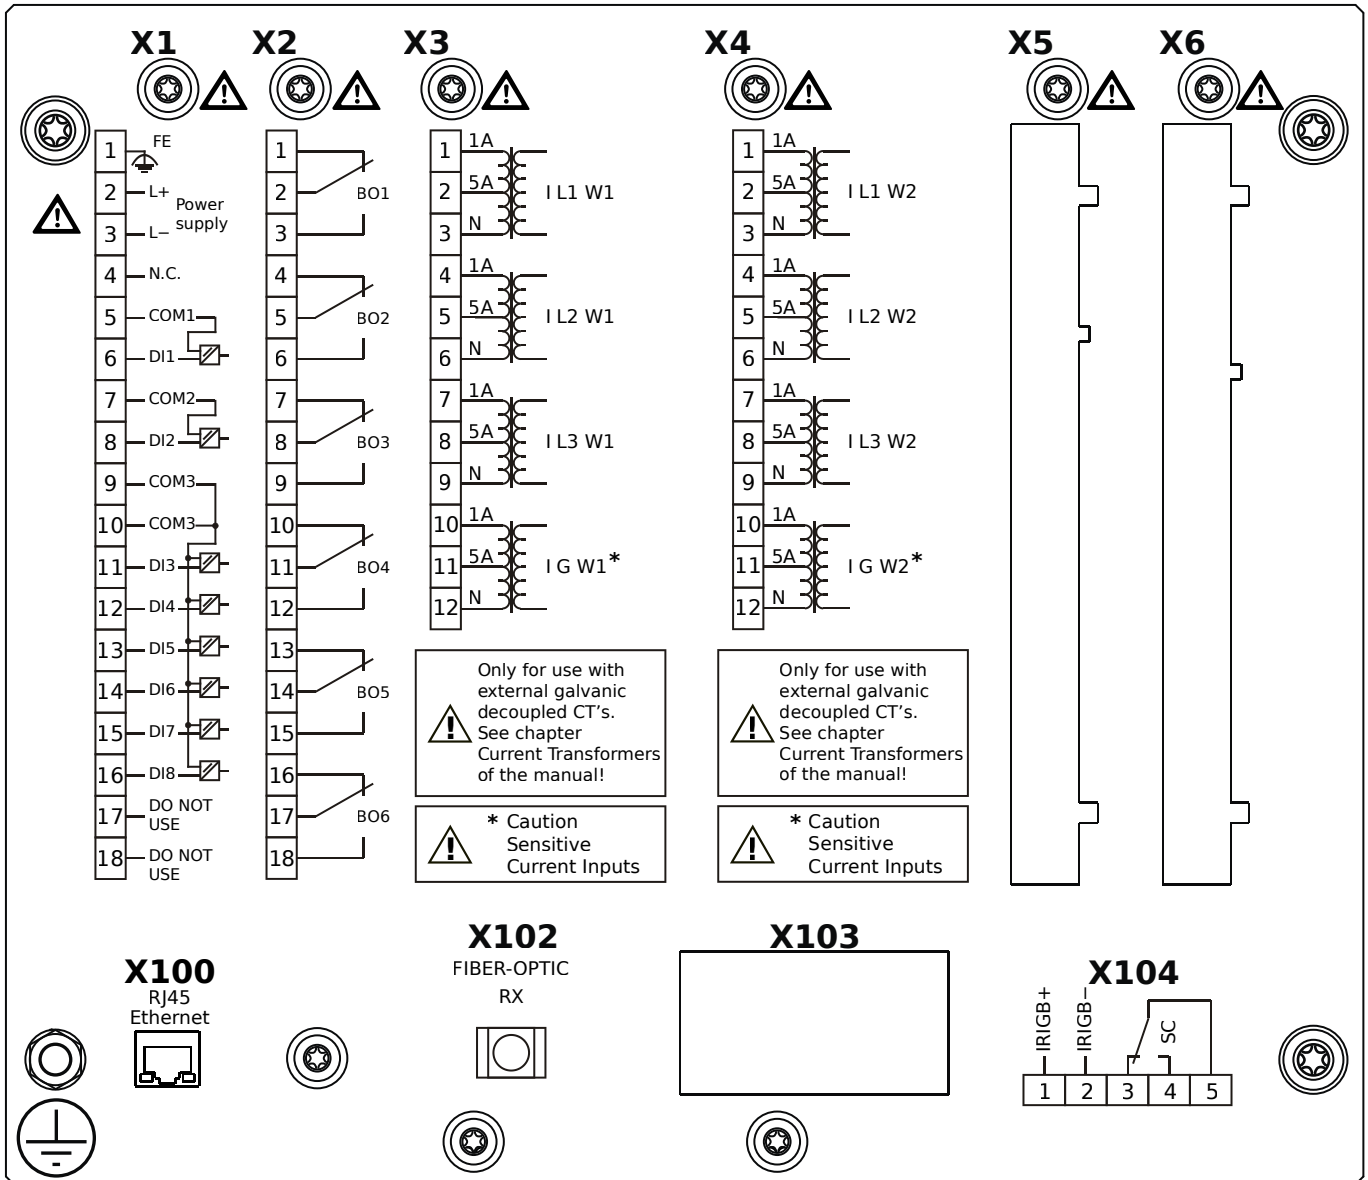 X1
X2
X3
X4
X5
X6
1
FE
2
L+
Power
supply
3
L−
4
N.C.
5
COM1
6
DI1
7
COM2
8
DI2
9
COM3
10
COM3
11
DI3
12
DI4
13
DI5
14
DI6
15
DI7
16
DI8
17
DO NOT
USE
18
DO NOT
USE
1
2
BO1
3
4
5
BO2
6
7
8
BO3
9
10
11
BO4
12
13
14
BO5
15
16
17
BO6
18
1
1A
2
5A
I L1 W1
3
N
4
1A
5
5A
I L2 W1
6
N
7
1A
8
5A
I L3 W1
9
N
10
1A
11
5A
I G W1*
12
N
Only for use with
external galvanic
decoupled CT's.
See chapter
Current Transformers
of the manual!
* Caution
Sensitive
Current Inputs
1
1A
2
5A
I L1 W2
3
N
4
1A
5
5A
I L2 W2
6
N
7
1A
8
5A
I L3 W2
9
N
10
1A
11
5A
I G W2*
12
N
Only for use with
external galvanic
decoupled CT's.
See chapter
Current Transformers
of the manual!
* Caution
Sensitive
Current Inputs
X100
RJ45
Ethernet
X102
FIBER-OPTIC
RX
X103
X104
IRIGB+
IRIGB−
SC
1 2 3 4 5